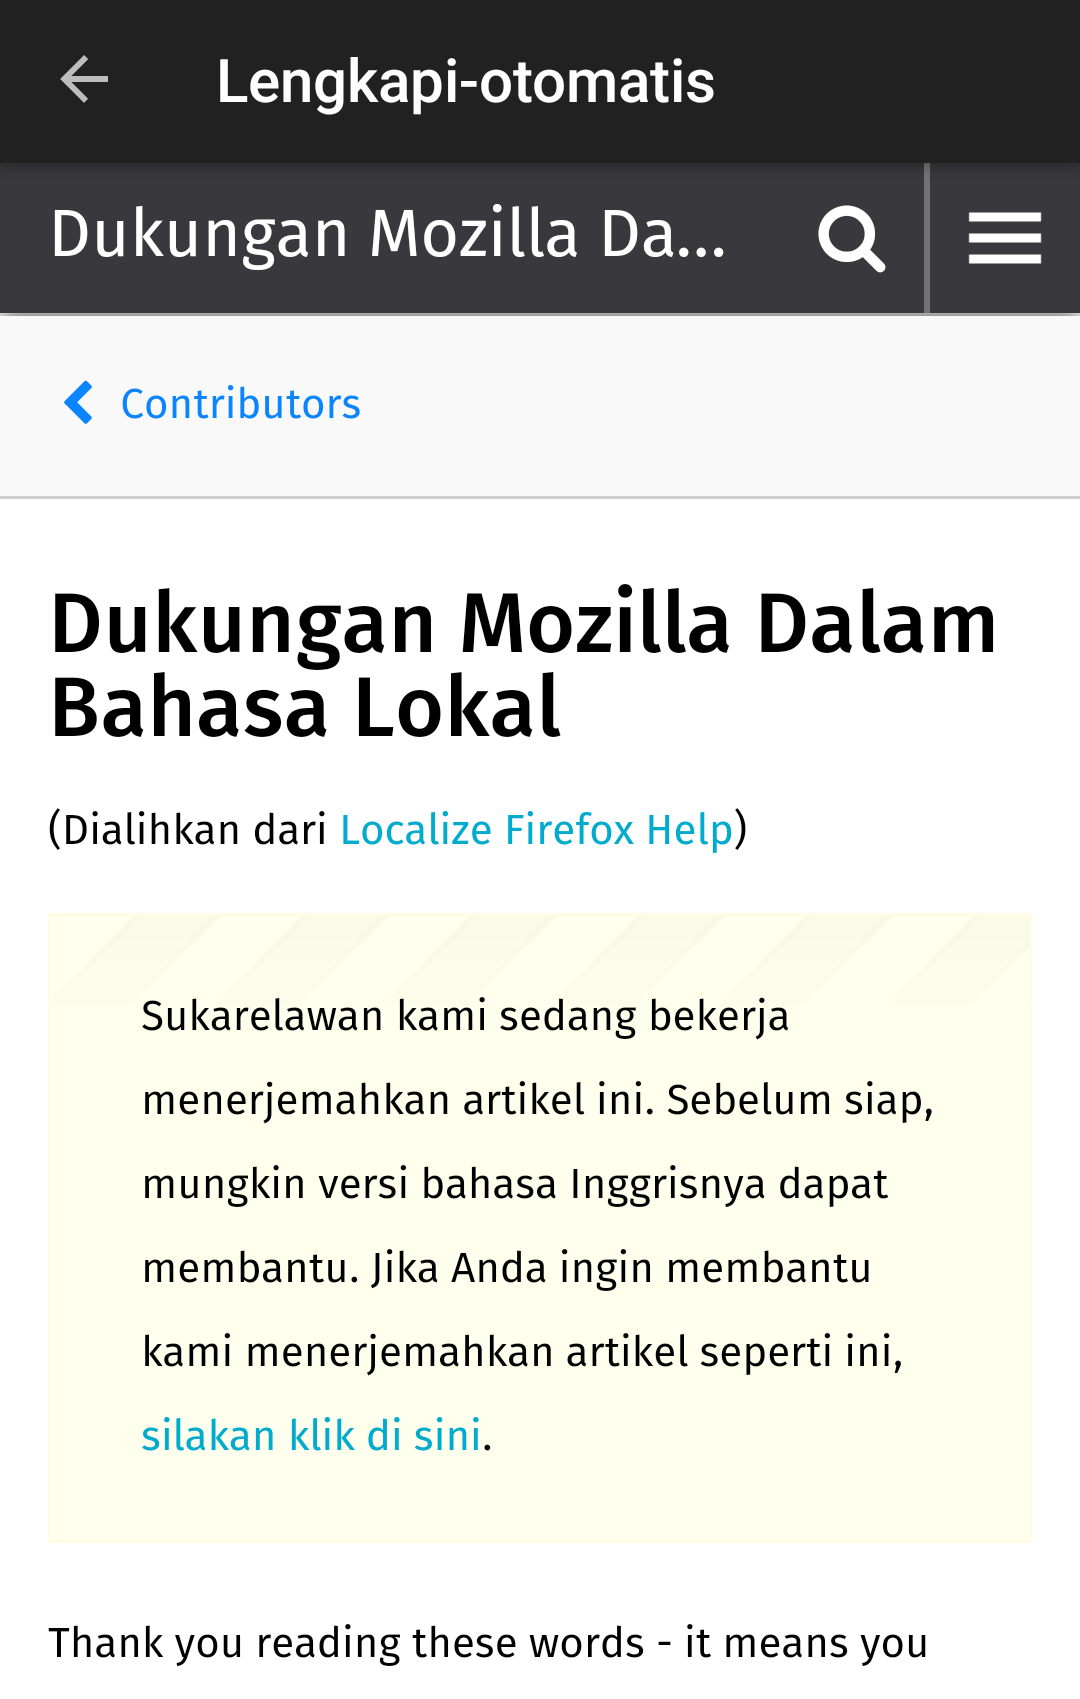 Lengkapi-otomatis
Dukungan Mozilla Da...
Contributors
Dukungan Mozilla Dalam
Bahasa Lokal
(Dialihkan dari Localize Firefox Help)
Sukarelawan kami sedang bekerja
menerjemahkan artikel ini. Sebelum siap,
mungkin versi bahasa Inggrisnya dapat
membantu. Jika Anda ingin membantu
kami menerjemahkan artikel seperti ini,
silakan klik di sini.
Thank you reading these words - it means you